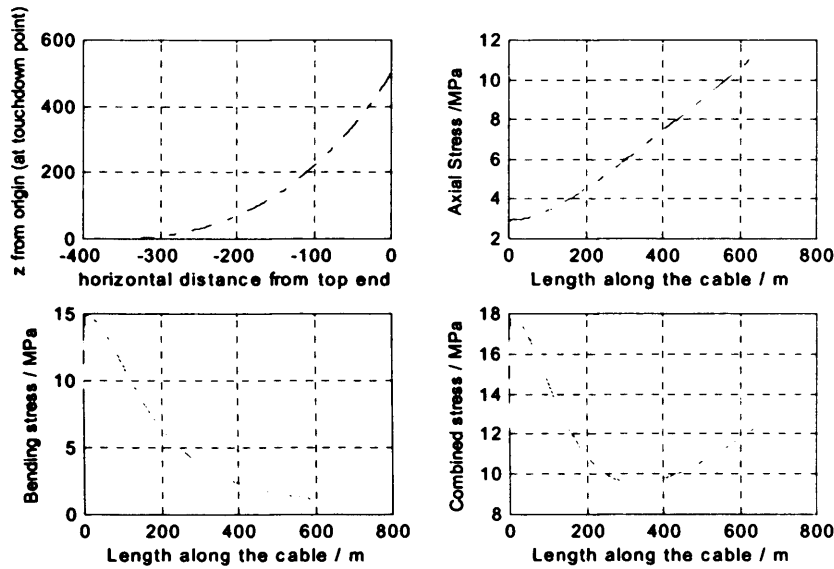 z from origin (at touchdown point)
600
400
200
0
-400 -300 -200 -100 0
horizontal distance from top end
Axial Stress /MPa
12
10
8
6
4
2
0 200 400 600 800
Length along the cable / m
Bending stress / MPa
15
10
5
0
0 200 400 600 800
Length along the cable / m
Combined stress / MPa
18
16
14
12
10
8
0 200 400 600 800
Length along the cable / m